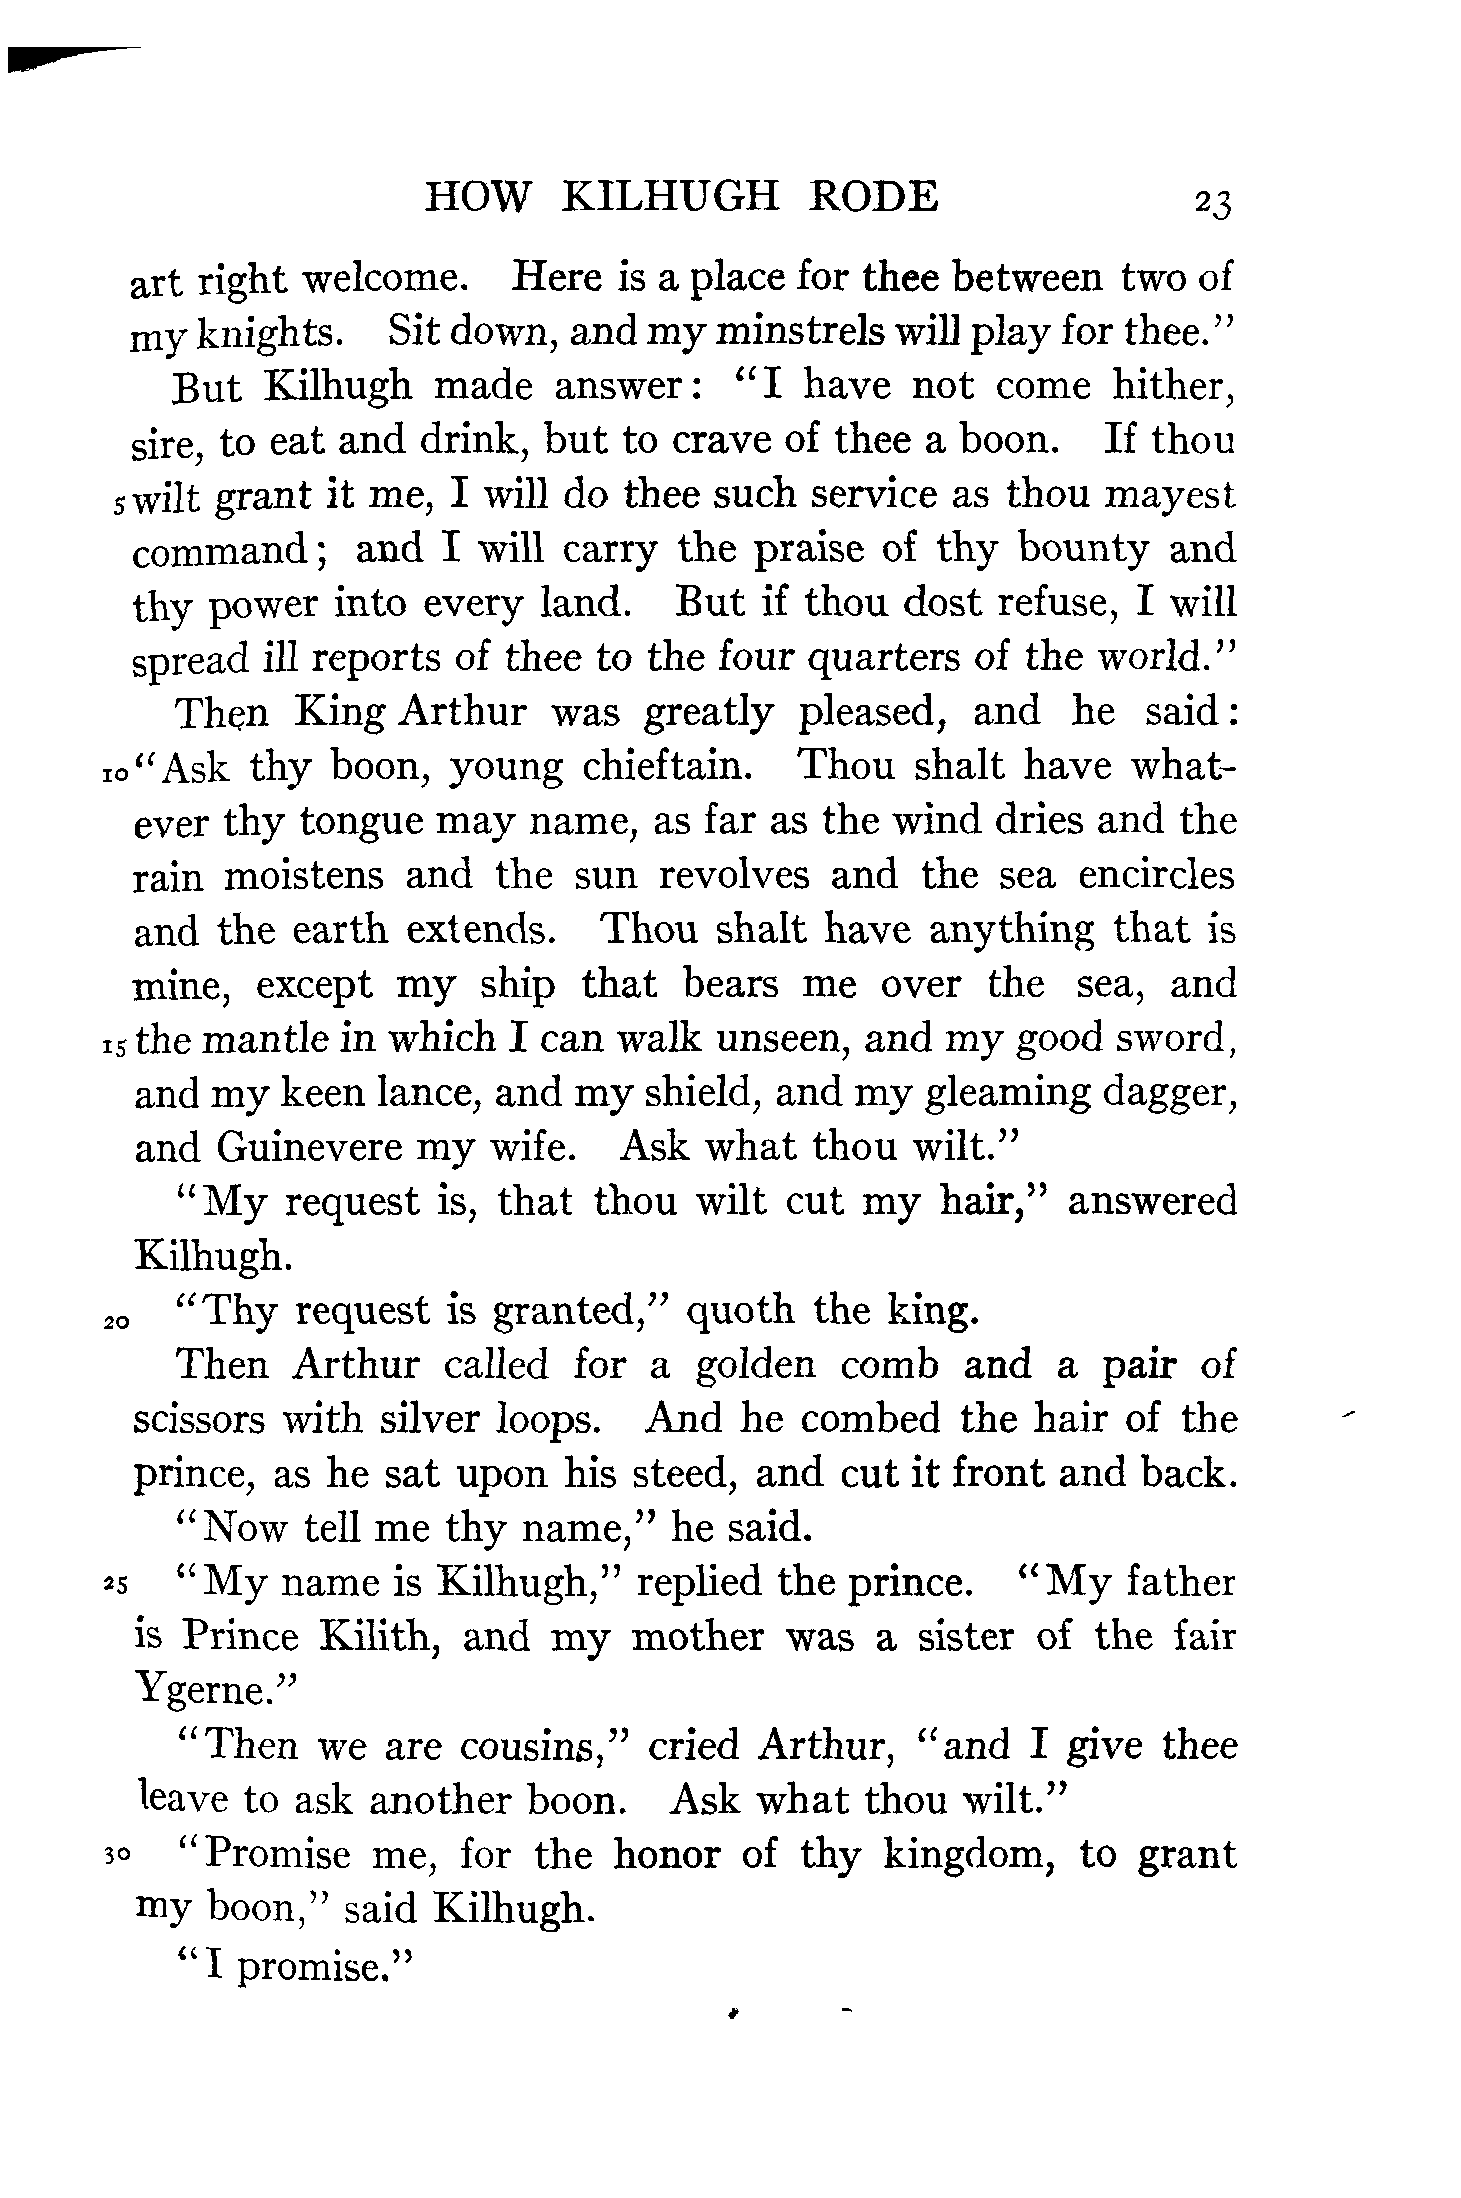 HOW KILHUGH RODE 23
art right welcome. Here is a place for thee between two of
my knights. Sit down, and my minstrels will play for thee."
But Kilhugh made answer: "I have not come hither,
sire, to eat and drink, but to crave of thee a boon. If thou
5 wilt grant it me, I will do thee such service as thou mayest
command; and I will carry the praise of thy bounty and
thy power into every land. But if thou dost refuse, I will
spread ill reports of thee to the four quarters of the world."
Then King Arthur was greatly pleased, and he said:
10 "Ask thy boon, young chieftain. Thou shalt have what-
ever thy tongue may name, as far as the wind dries and the
rain moistens and the sun revolves and the sea encircles
and the earth extends. Thou shalt have anything that is
mine, except my ship that bears me over the sea, and
15 the mantle in which I can walk unseen, and my good sword,
and my keen lance, and my shield, and my gleaming dagger,
and Guinevere my wife. Ask what thou wilt."
"My request is, that thou wilt cut my hair," answered
Kilhugh.
20 "Thy request is granted," quoth the king.
Then Arthur called for a golden comb and a pair of
scissors with silver loops. And he combed the hair of the
prince, as he sat upon his steed, and cut it front and back.
"Now tell me thy name," he said.
25 "My name is Kilhugh," replied the prince. "My father
is Prince Kilith, and my mother was a sister of the fair
Ygerne."
"Then we are cousins," cried Arthur, "and I give thee
leave to ask another boon. Ask what thou wilt."
30 "Promise me, for the honor of thy kingdom, to grant
my boon," said Kilhugh.
"I promise."